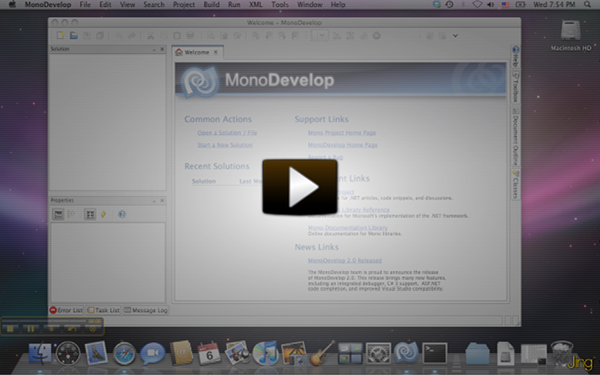 MonoDevelop File Edit View Search Project Build Run XML Tools Window Help Wed 7:54 PM
Welcome - MonoDevelop
Macintosh HD
Solution
Welcome
Help
Toolbox
Document Outline
Classes
MonoDevelop
Common Actions
Support Links
Open a Solution / File
Mono Project Home Page
Start a New Solution
MonoDevelop Home Page
Recent Solutions
Solution Last Mo
Links
.NET articles, code snippets, and discussions.
Library Reference
Documentation for Microsoft's implementation of the .NET framework.
Mono Documentation Library
Online documentation for Mono libraries.
Properties
News Links
MonoDevelop 2.0 Released
The MonoDevelop team is proud to announce the release
of MonoDevelop 2.0. This release brings many new features,
including an integrated debugger, C# 3 support, ASP.NET
code completion, and improved Visual Studio compatibility.
Error List Task List Message Log
6
Jing